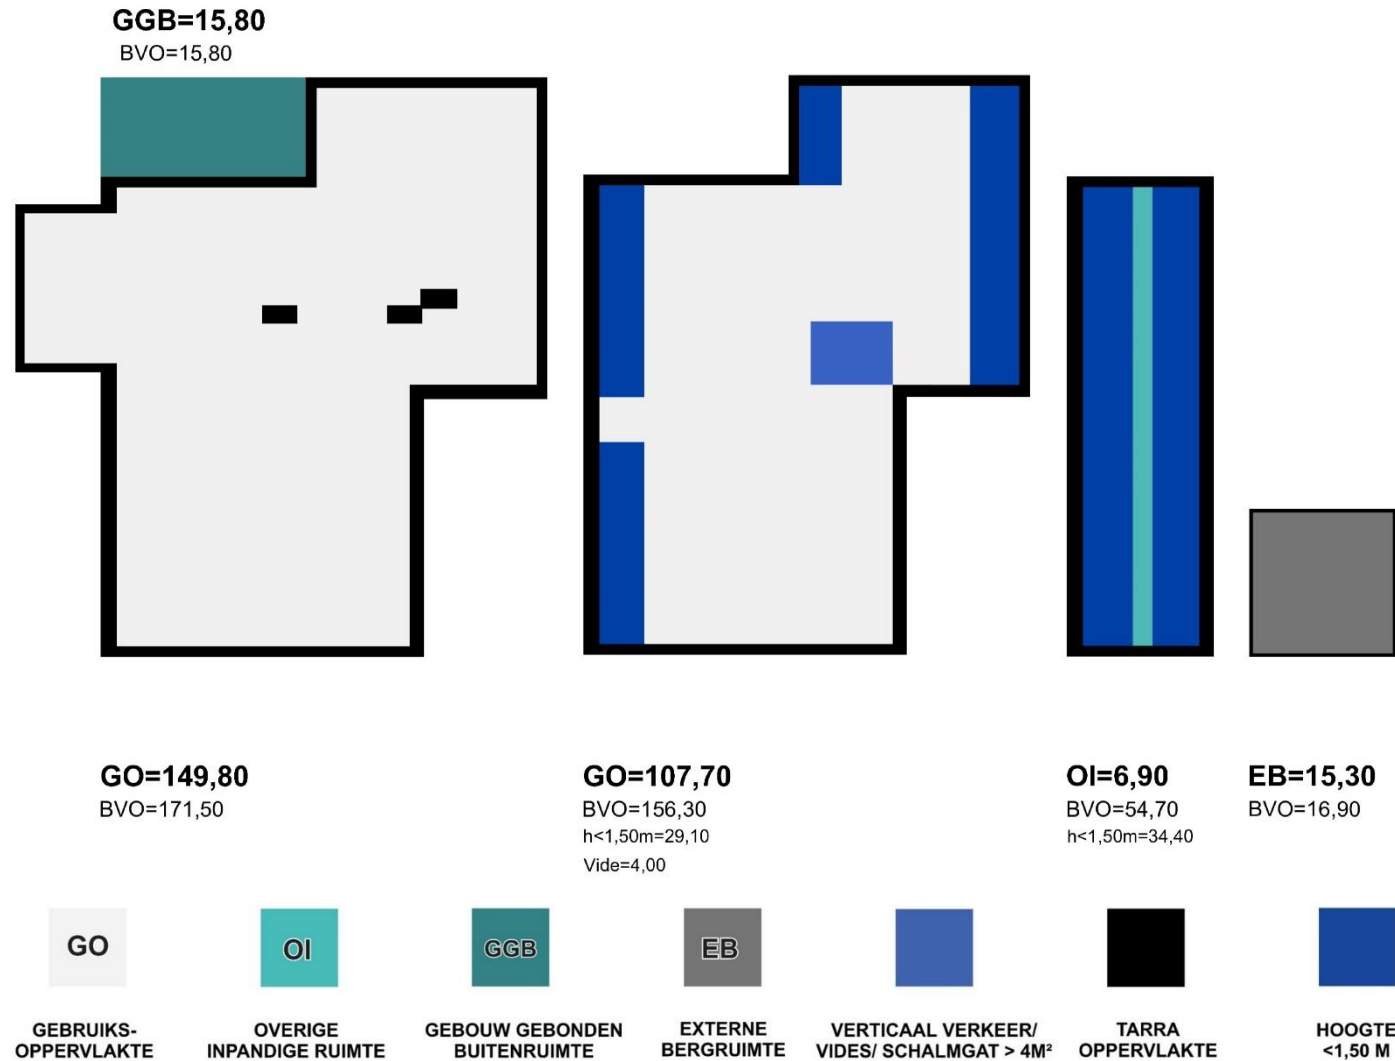 GGB=15,80
BVO=15,80
GO=149,80
BVO=171,50
GO=107,70
BVO=156,30
h<1,50m=29,10
Vide=4,00
OI=6,90
BVO=54,70
h<1,50m=34,40
EB=15,30
BVO=16,90
GO
OI
GGB
EB
GEBRUIKS-
OPPERVLAKTE
OVERIGE
INPANDIGE RUIMTE
GEBOUW GEBONDEN
BUITENRUIMTE
EXTERNE
BERGRUIMTE
VERTICAAL VERKEER/
VIDES/ SCHALMGAT > 4M²
TARRA
OPPERVLAKTE
HOOGTE
<1,50 M